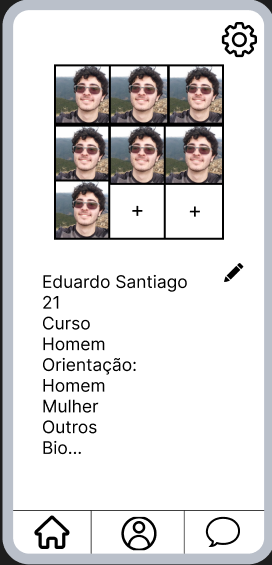 + +
Eduardo Santiago
21
Curso
Homem
Orientação:
Homem
Mulher
Outros
Bio...